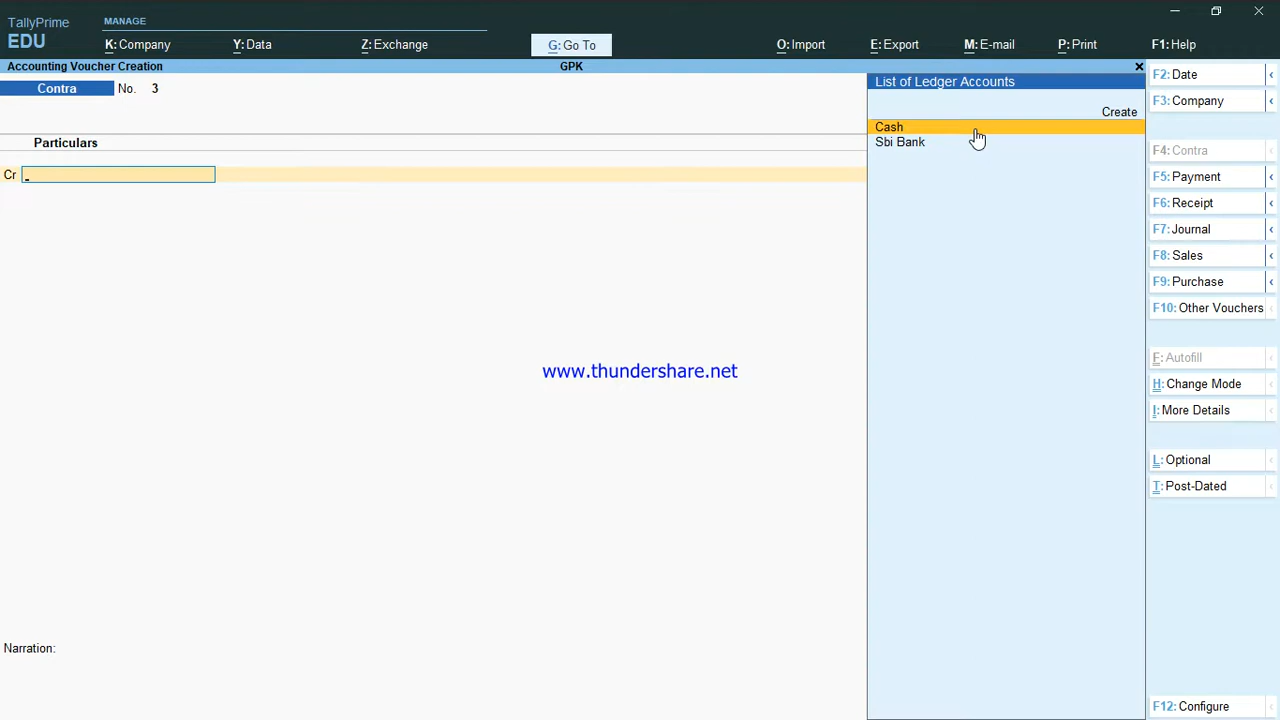 TallyPrime
EDU
MANAGE
K: Company
Y: Data
Z: Exchange
G: Go To
O: Import
E: Export
M: E-mail
P: Print
F1: Help
Accounting Voucher Creation
GPK
Contra
No. 3
Particulars
Cr
Narration:
www.thundershare.net
List of Ledger Accounts
Create
Cash
Sbi Bank
F2: Date
F3: Company
F4: Contra
F5: Payment
F6: Receipt
F7: Journal
F8: Sales
F9: Purchase
F10: Other Vouchers
F: Autofill
H: Change Mode
I: More Details
L: Optional
T: Post-Dated
F12: Configure